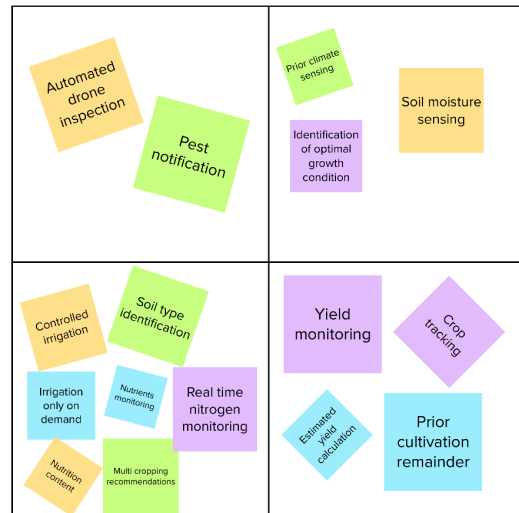 Automated
drone
inspection
Pest
notification
Prior climate
sensing
Identification
of optimal
growth
condition
Soil moisture
sensing
Controlled
irrigation
Soil type
identification
Irrigation
only on
demand
Nutrients
monitoring
Real time
nitrogen
monitoring
Nutrition
content
Multi cropping
recommendations
Yield
monitoring
Crop
tracking
Estimated
yield
calculation
Prior
cultivation
remainder